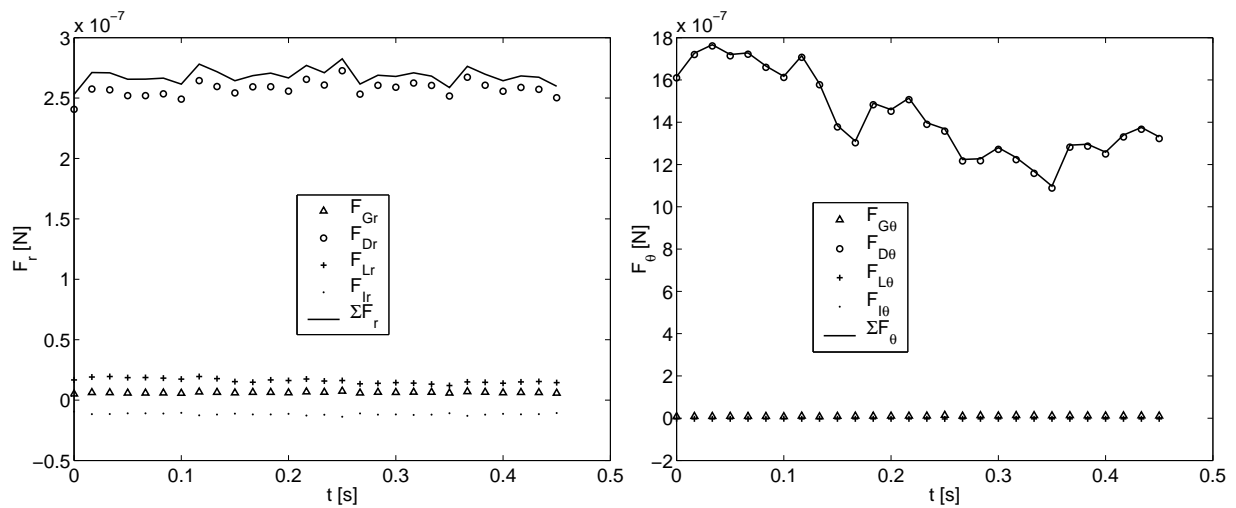 x 10⁻⁷
3
2.5
2
1.5
1
0.5
0
−0.5
F_r [N]
0
0.1
0.2
0.3
0.4
0.5
t [s]
F_Gr
F_Dr
F_Lr
F_Ir
ΣF_r
x 10⁻⁷
18
16
14
12
10
8
6
4
2
0
−2
F_θ [N]
0
0.1
0.2
0.3
0.4
0.5
t [s]
F_Gθ
F_Dθ
F_Lθ
F_Iθ
ΣF_θ